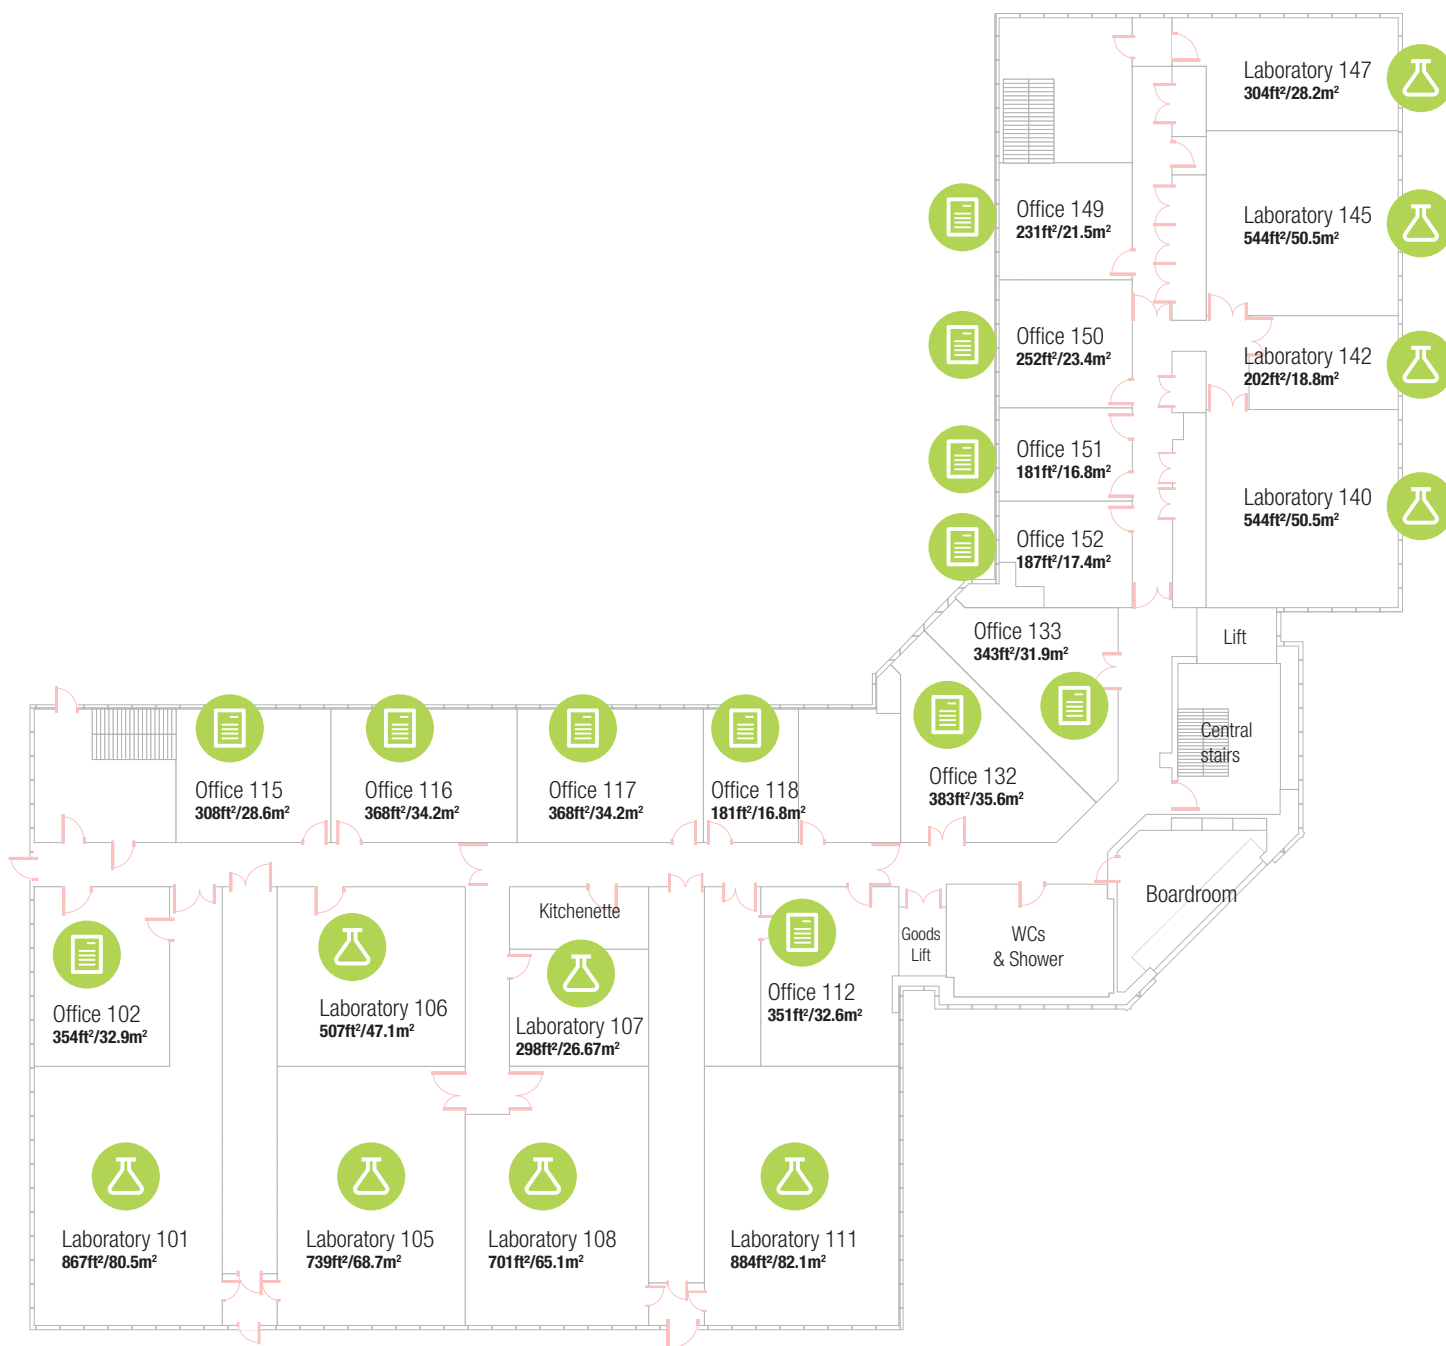 Laboratory 147
304ft²/28.2m²
Office 149
231ft²/21.5m²
Laboratory 145
544ft²/50.5m²
Office 150
252ft²/23.4m²
Laboratory 142
202ft²/18.8m²
Office 151
181ft²/16.8m²
Laboratory 140
544ft²/50.5m²
Office 152
187ft²/17.4m²
Office 133
343ft²/31.9m²
Lift
Central
stairs
Office 115
308ft²/28.6m²
Office 116
368ft²/34.2m²
Office 117
368ft²/34.2m²
Office 118
181ft²/16.8m²
Office 132
383ft²/35.6m²
Boardroom
Kitchenette
Goods
Lift
WCs
& Shower
Office 102
354ft²/32.9m²
Laboratory 106
507ft²/47.1m²
Laboratory 107
298ft²/26.67m²
Office 112
351ft²/32.6m²
Laboratory 101
867ft²/80.5m²
Laboratory 105
739ft²/68.7m²
Laboratory 108
701ft²/65.1m²
Laboratory 111
884ft²/82.1m²